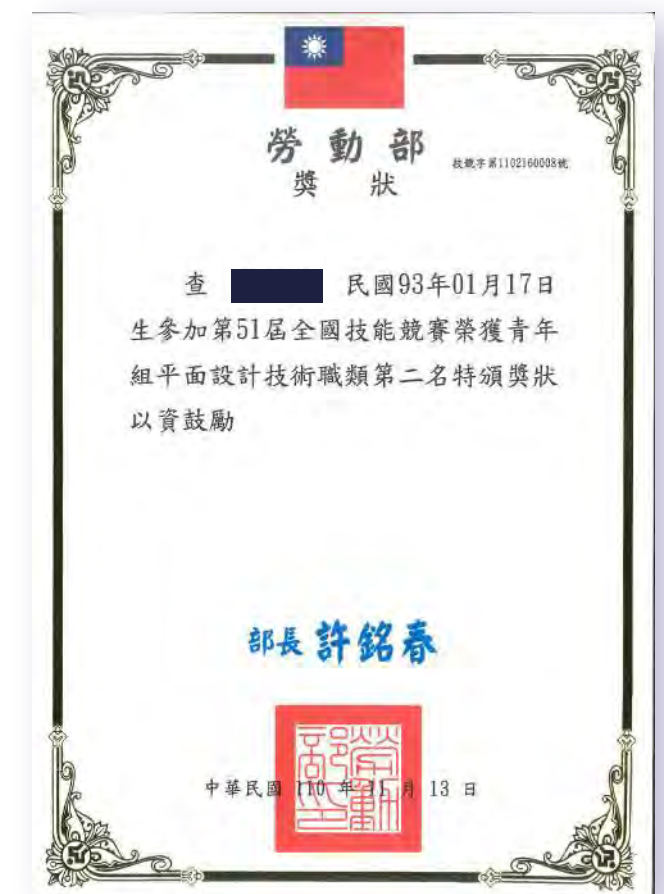 勞動部
獎狀
技競字第1102160008號
查 民國93年01月17日
生參加第51屆全國技能競賽榮獲青年
組平面設計技術職類第二名特頒獎狀
以資鼓勵
部長 許銘春
勞動部印
中華民國 110 年 11 月 13 日